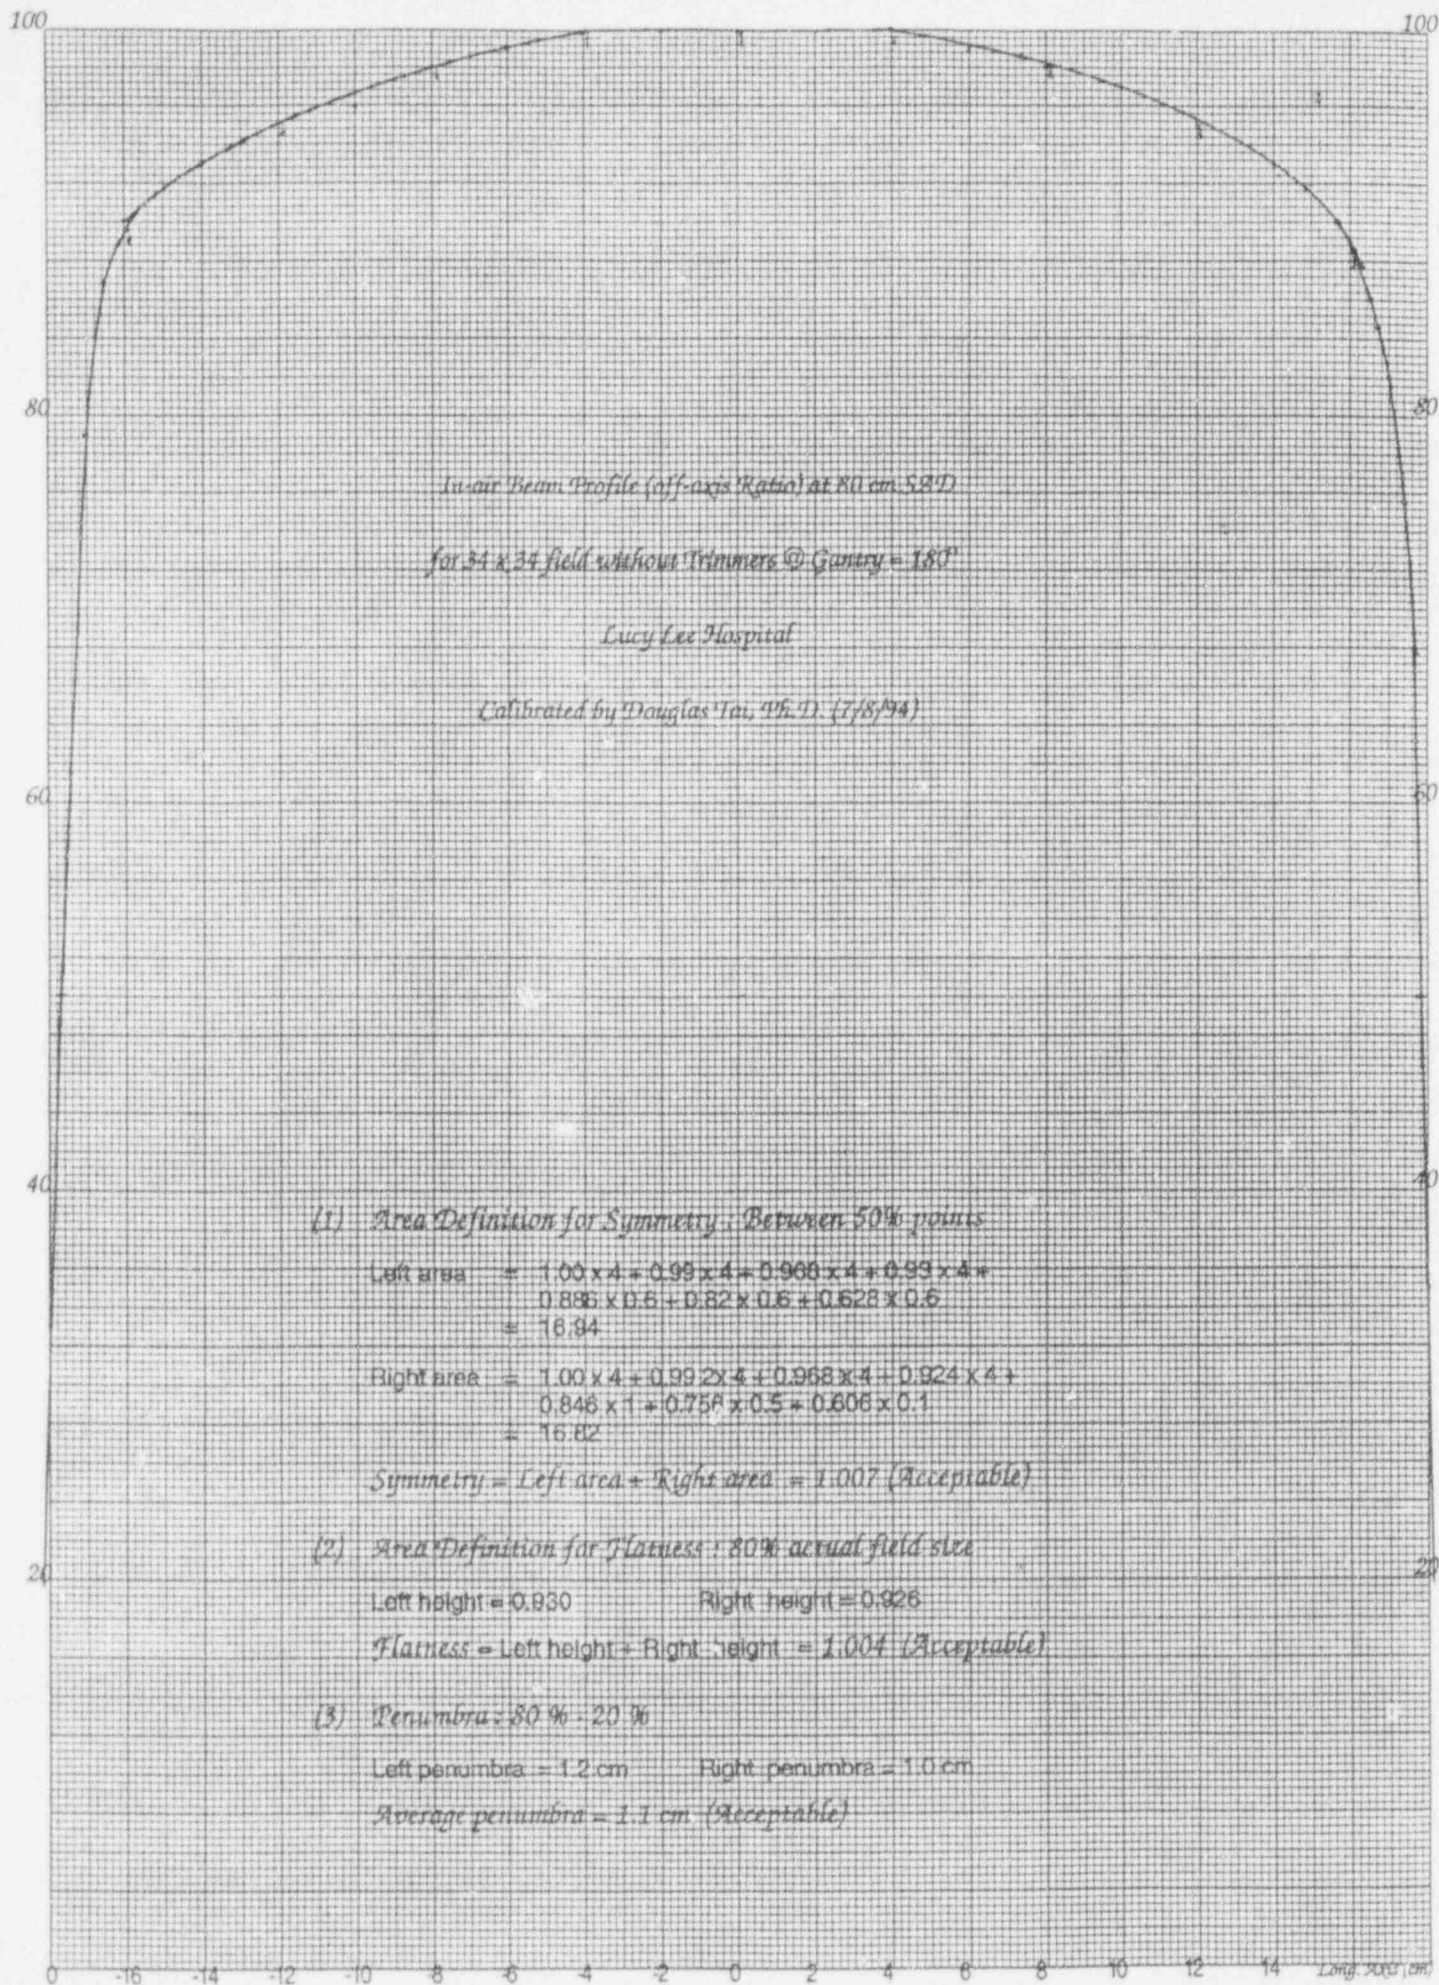 100 100
80 80
In-air Beam Profile (off-axis Ratio) at 80 cm SAD
for 34 x 34 field without Trimmers @ Gantry = 180°
Lucy Lee Hospital
Calibrated by Douglas Tai, Ph.D. (7/8/94)
60 60
40 40
(1) Area Definition for Symmetry : Between 50% points
Left area = 1.00 x 4 + 0.99 x 4 + 0.968 x 4 + 0.93 x 4 +
0.886 x 0.6 + 0.82 x 0.6 + 0.628 x 0.6
= 16.94
Right area = 1.00 x 4 + 0.99 2x 4 + 0.968 x 4 + 0.924 x 4 +
0.846 x 1 + 0.756 x 0.5 + 0.606 x 0.1
= 16.82
Symmetry = Left area ÷ Right area = 1.007 (Acceptable)
(2) Area Definition for Flatness : 80% actual field size
20 20
Left height = 0.930 Right height = 0.926
Flatness = Left height ÷ Right height = 1.004 (Acceptable)
(3) Penumbra : 80 % - 20 %
Left penumbra = 1.2 cm Right penumbra = 1.0 cm
Average penumbra = 1.1 cm (Acceptable)
0 -16 -14 -12 -10 -8 -6 -4 -2 0 2 4 6 8 10 12 14 Long. Axis (cm)